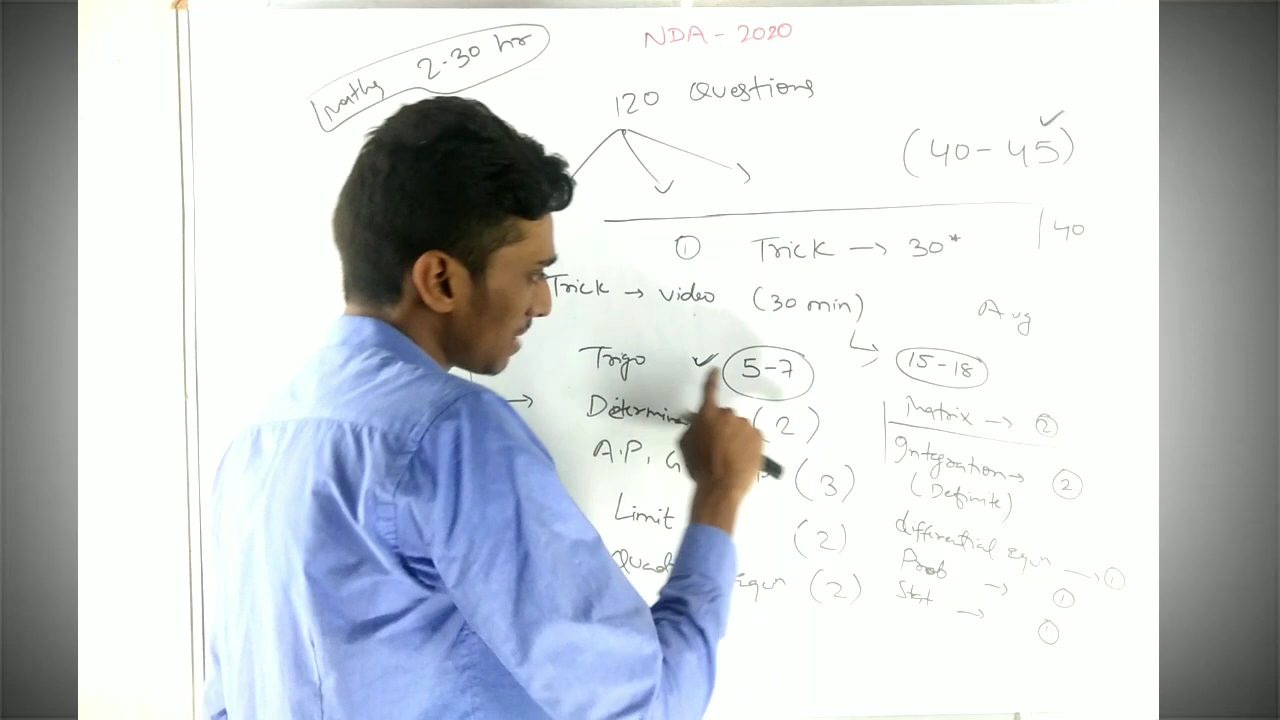 NDA - 2020
Maths 2-30 hr
120 Questions
(40 - 45)
① Trick → 30*
40
Trick → video (30 min)
Avg
Trigo ✓ 5-7
15-18
(2)
Matrix → ②
A.P, G (3)
Integration → ②
(Definite)
Limit (2)
differential Equn → ①
Equn (2)
Prob → ①
Stat → ①